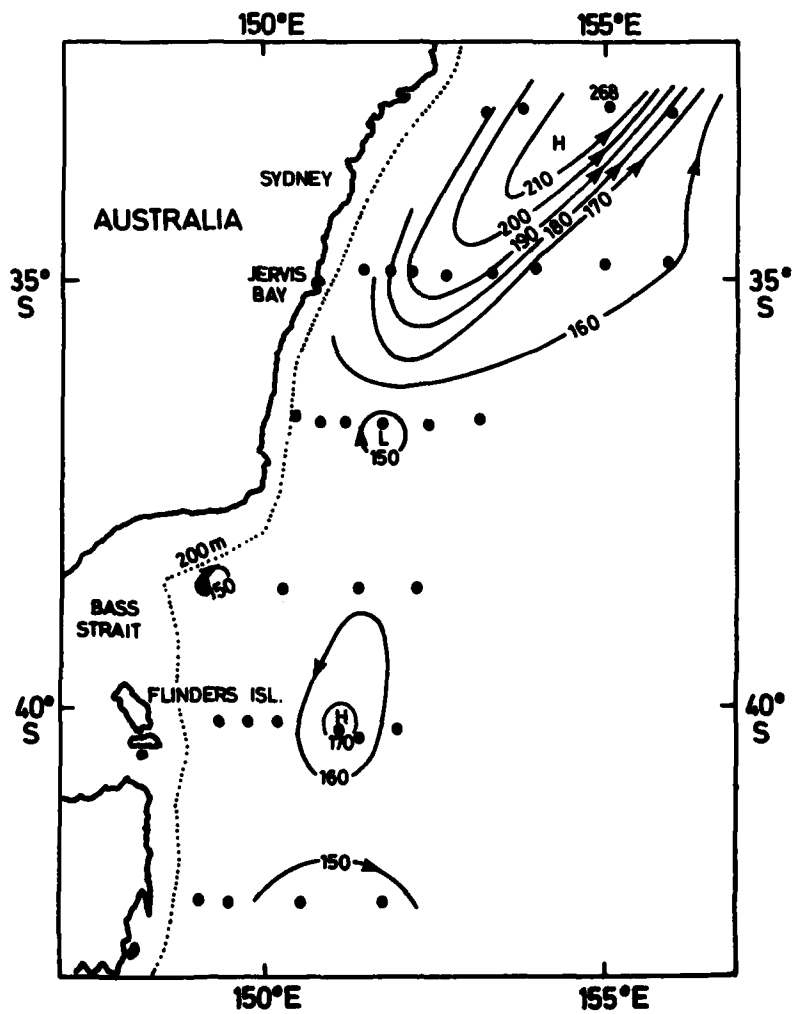 150°E 155°E
268
H
SYDNEY
210
AUSTRALIA
200
190 180 170
35°
S
JERVIS
BAY
35°
S
160
L
150
200m
150
BASS
STRAIT
FLINDERS ISL.
40°
S
H
170
40°
S
160
150
150°E 155°E